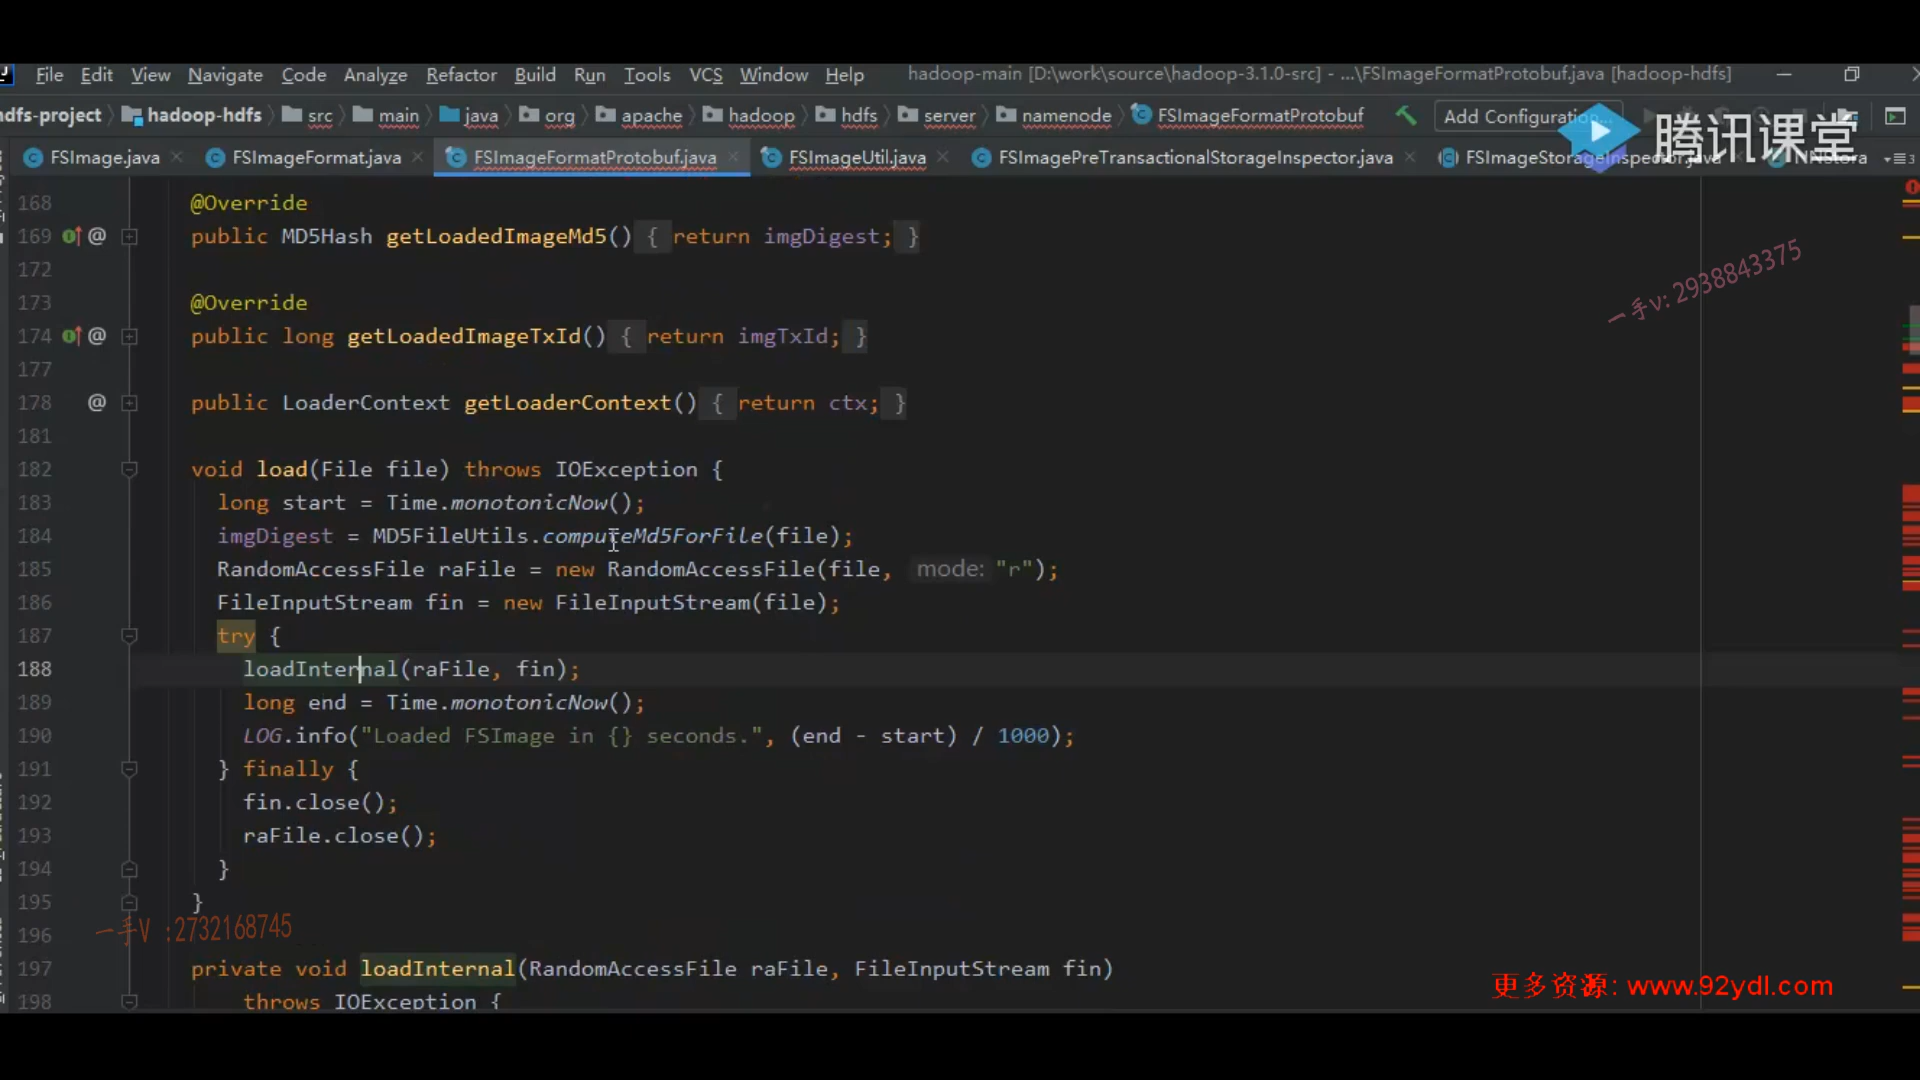 File Edit View Navigate Code Analyze Refactor Build Run Tools VCS Window Help hadoop-main [D:\work\source\hadoop-3.1.0-src] - ...\FSImageFormatProtobuf.java [hadoop-hdfs]
hdfs-project hadoop-hdfs src main java org apache hadoop hdfs server namenode FSImageFormatProtobuf Add Configuration...
腾讯课堂
FSImage.java FSImageFormat.java FSImageFormatProtobuf.java FSImageUtil.java FSImagePreTransactionalStorageInspector.java FSImageStorageInspector.java
168 @Override
169 public MD5Hash getLoadedImageMd5() { return imgDigest; }
172
173 @Override
174 public long getLoadedImageTxId() { return imgTxId; }
177
178 public LoaderContext getLoaderContext() { return ctx; }
181
182 void load(File file) throws IOException {
183 long start = Time.monotonicNow();
184 imgDigest = MD5FileUtils.computeMd5ForFile(file);
185 RandomAccessFile raFile = new RandomAccessFile(file, mode: "r");
186 FileInputStream fin = new FileInputStream(file);
187 try {
188 loadInternal(raFile, fin);
189 long end = Time.monotonicNow();
190 LOG.info("Loaded FSImage in {} seconds.", (end - start) / 1000);
191 } finally {
192 fin.close();
193 raFile.close();
194 }
195 }
196
197 private void loadInternal(RandomAccessFile raFile, FileInputStream fin)
198 throws IOException {
一手v:2938843375
一手V :2732168745
更多资源: www.92ydl.com